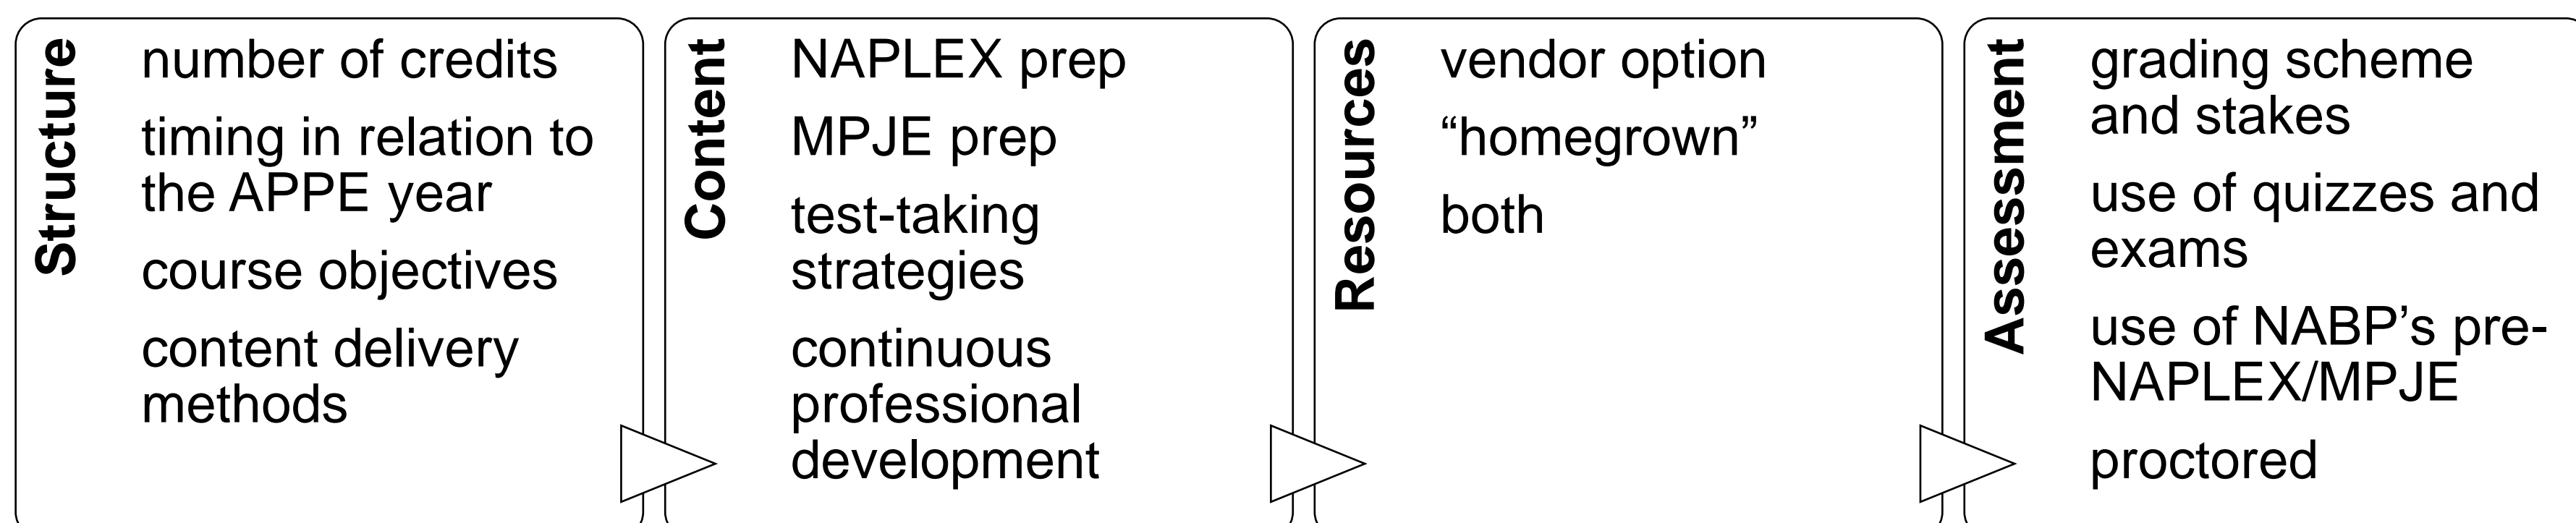 Structure
number of credits
timing in relation to
the APPE year
course objectives
content delivery
methods
Content
NAPLEX prep
MPJE prep
test-taking
strategies
continuous
professional
development
Resources
vendor option
“homegrown”
both
Assessment
grading scheme
and stakes
use of quizzes and
exams
use of NABP’s pre-
NAPLEX/MPJE
proctored